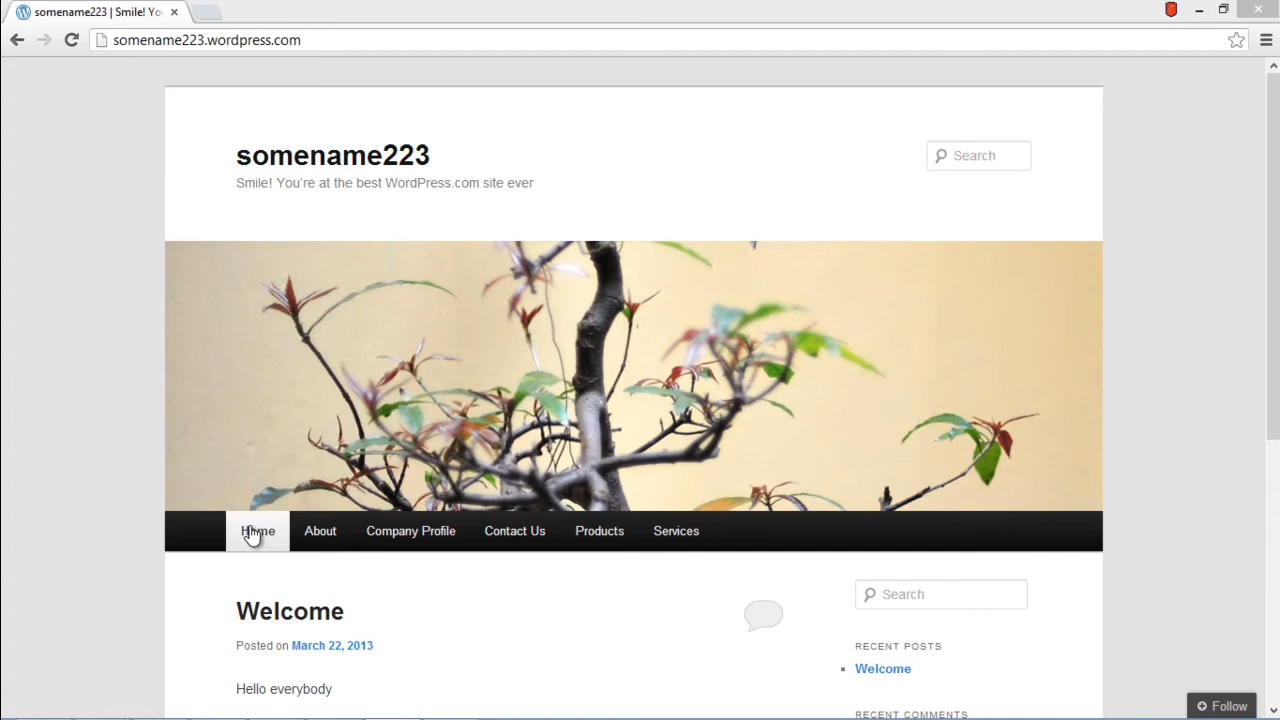 somename223 | Smile! Yo
somename223.wordpress.com
somename223
Smile! You're at the best WordPress.com site ever
Search
Home About Company Profile Contact Us Products Services
Welcome
Posted on March 22, 2013
Hello everybody
Search
RECENT POSTS
Welcome
RECENT COMMENTS
Follow